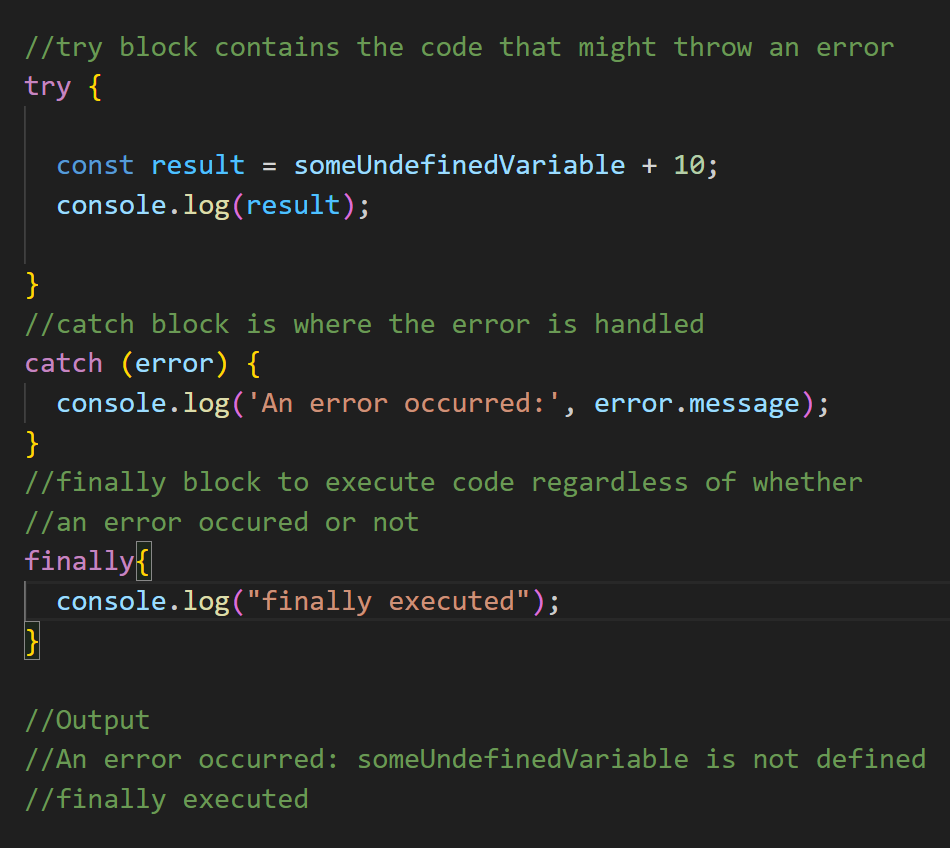 //try block contains the code that might throw an error
try {
  const result = someUndefinedVariable + 10;
  console.log(result);
}
//catch block is where the error is handled
catch (error) {
  console.log('An error occurred:', error.message);
}
//finally block to execute code regardless of whether
//an error occured or not
finally{
  console.log("finally executed");
}
//Output
//An error occurred: someUndefinedVariable is not defined
//finally executed